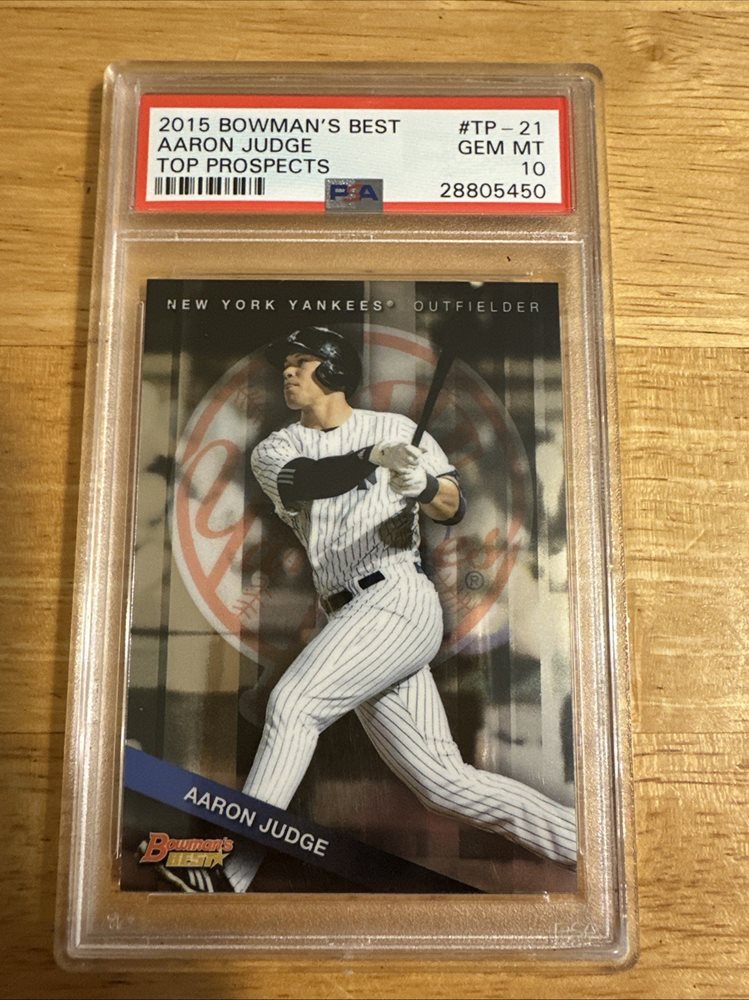 2015 BOWMAN'S BEST #TP-21
AARON JUDGE GEM MT
TOP PROSPECTS 10
PSA 28805450
NEW YORK YANKEES® OUTFIELDER
®
AARON JUDGE
Bowman's
BEST
PSA